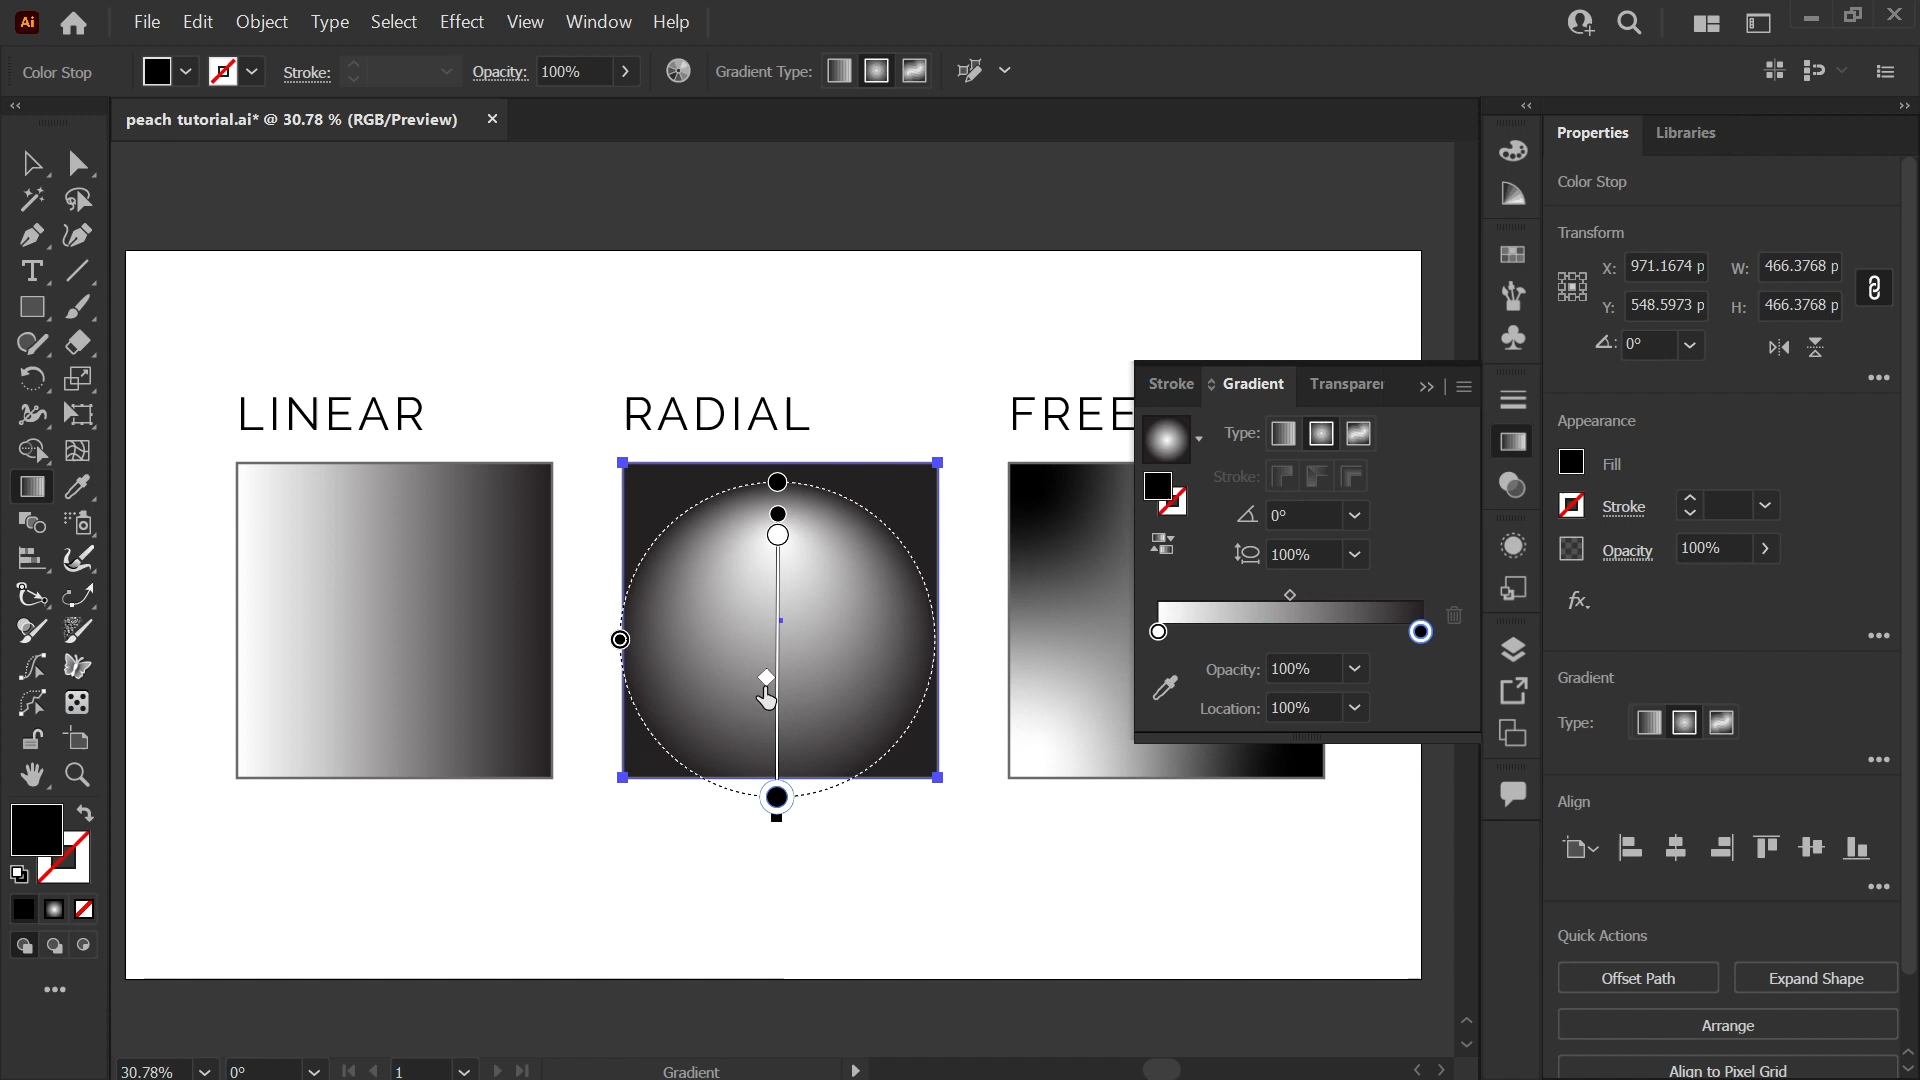 Ai File Edit Object Type Select Effect View Window Help
Color Stop Stroke: Opacity: 100% Gradient Type:
peach tutorial.ai* @ 30.78 % (RGB/Preview)
Properties Libraries
Color Stop
Transform
X: 971.1674 p W: 466.3768 p
Y: 548.5973 p H: 466.3768 p
0°
LINEAR
RADIAL
FREE
Stroke Gradient Transparer
Type:
Stroke:
0°
100%
Opacity: 100%
Location: 100%
Appearance
Fill
Stroke
Opacity 100%
fx.
Gradient
Type:
Align
Quick Actions
Offset Path Expand Shape
Arrange
Align to Pixel Grid
30.78% 0° 1 Gradient